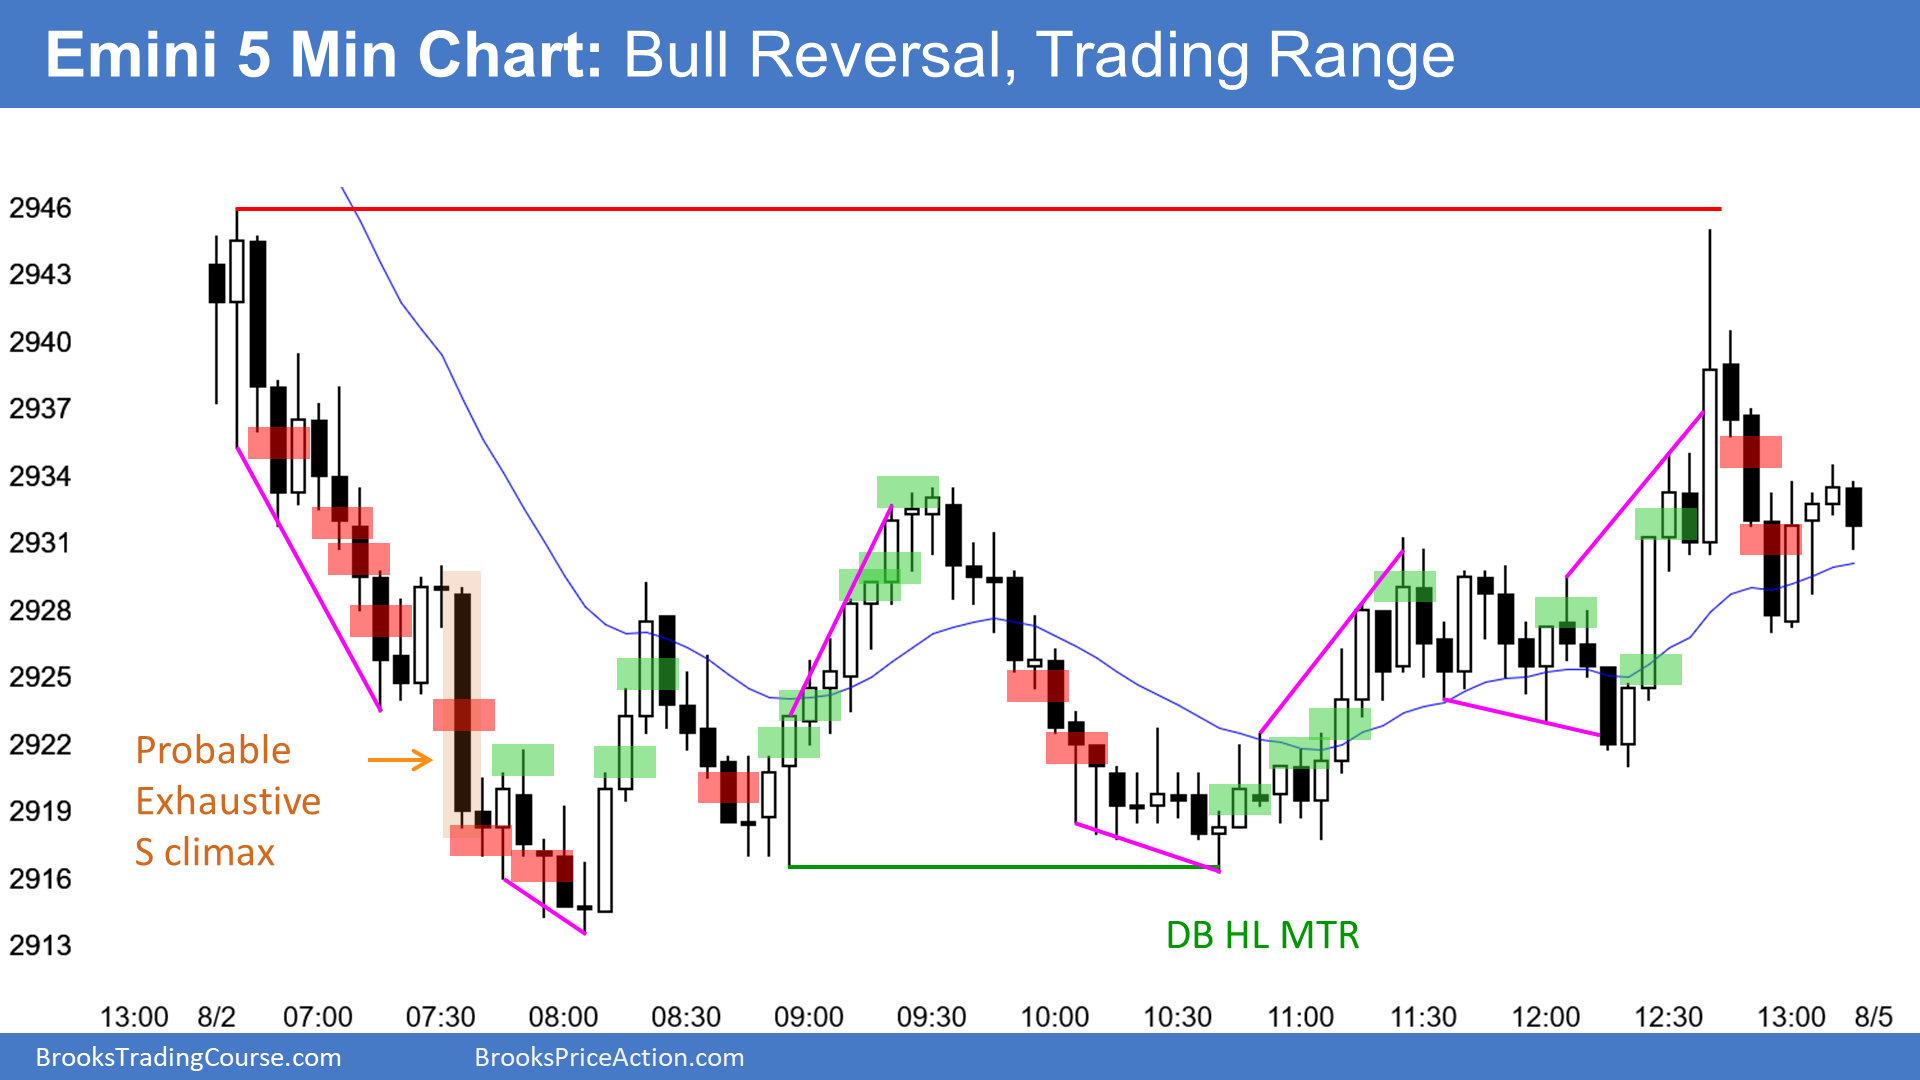 Emini 5 Min Chart: Bull Reversal, Trading Range
2946
2943
2940
2937
2934
2931
2928
2925
2922
2919
2916
2913
Probable
Exhaustive
S climax
DB HL MTR
13:00 8/2 07:00 07:30 08:00 08:30 09:00 09:30 10:00 10:30 11:00 11:30 12:00 12:30 13:00 8/5
BrooksTradingCourse.com BrooksPriceAction.com